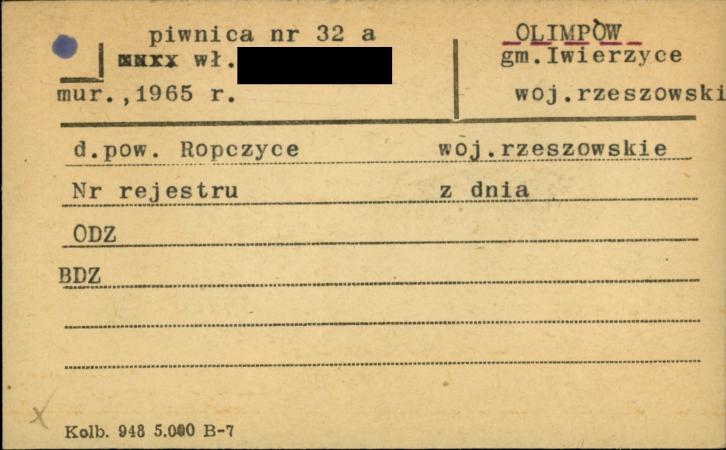 piwnica nr 32 a
wł.
mur.,1965 r.
OLIMPÓW
gm.Iwierzyce
woj.rzeszowski
d.pow. Ropczyce woj.rzeszowskie
Nr rejestru z dnia
ODZ
BDZ
Kolb. 948 5.000 B-7